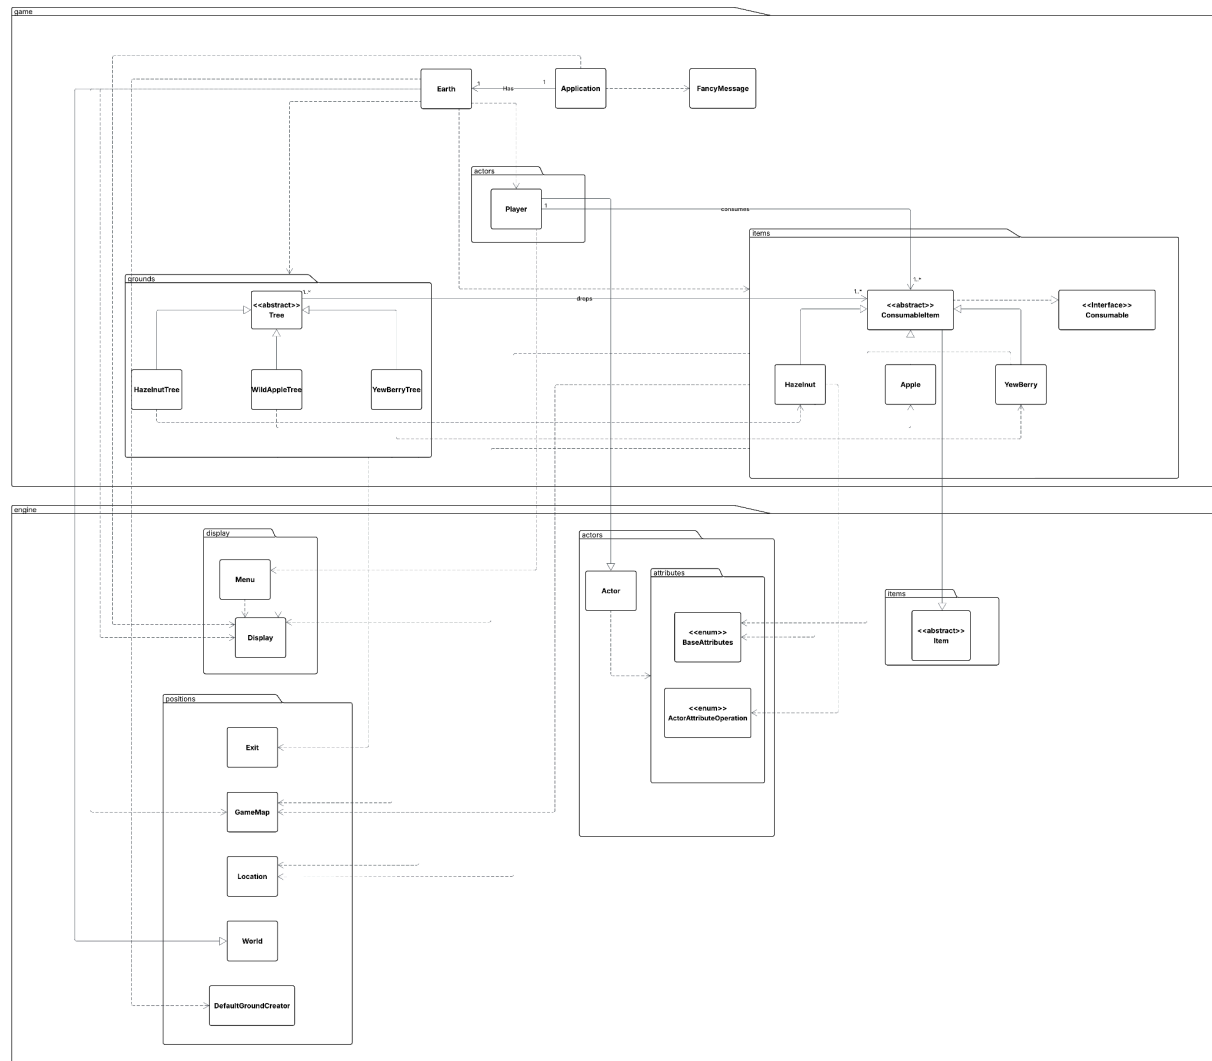 game
Earth
1
Has
1
Application
FancyMessage
actors
Player
1
consumes
items
1..*
grounds
<<abstract>>
Tree
1..*
drops
1..*
<<abstract>>
ConsumableItem
<<Interface>>
Consumable
HazelnutTree
WildAppleTree
YewBerryTree
Hazelnut
Apple
YewBerry
engine
display
Menu
Display
actors
Actor
attributes
<<enum>>
BaseAttributes
<<enum>>
ActorAttributeOperation
items
<<abstract>>
Item
positions
Exit
GameMap
Location
World
DefaultGroundCreator